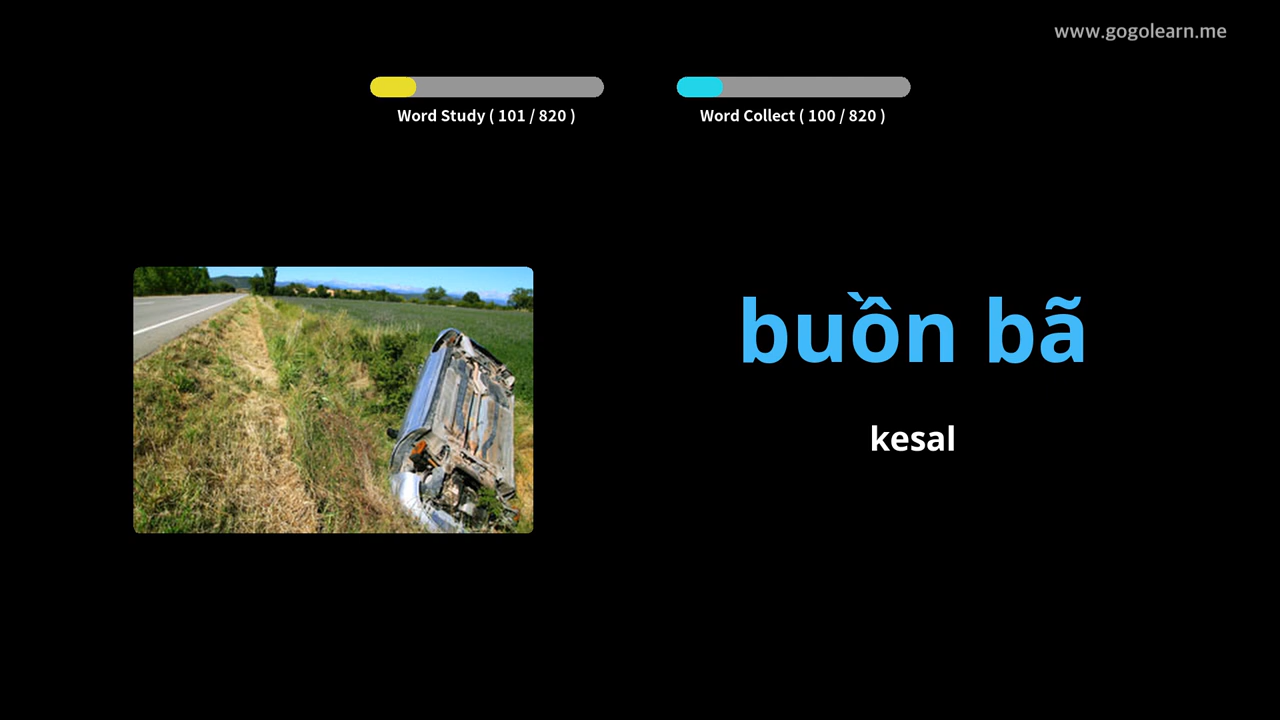 www.gogolearn.me
Word Study ( 101 / 820 )
Word Collect ( 100 / 820 )
buồn bã
kesal